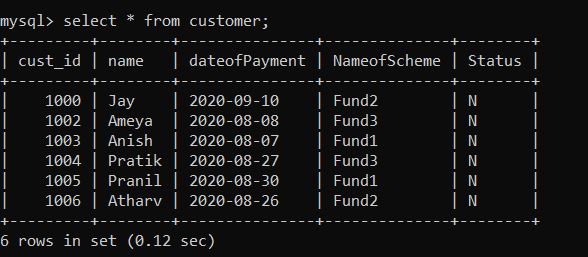 mysql> select * from customer;
+---------+--------+---------------+--------------+--------+
| cust_id | name   | dateofPayment | NameofScheme | Status |
+---------+--------+---------------+--------------+--------+
|    1000 | Jay    | 2020-09-10    | Fund2        | N      |
|    1002 | Ameya  | 2020-08-08    | Fund3        | N      |
|    1003 | Anish  | 2020-08-07    | Fund1        | N      |
|    1004 | Pratik | 2020-08-27    | Fund3        | N      |
|    1005 | Pranil | 2020-08-30    | Fund1        | N      |
|    1006 | Atharv | 2020-08-26    | Fund2        | N      |
+---------+--------+---------------+--------------+--------+
6 rows in set (0.12 sec)